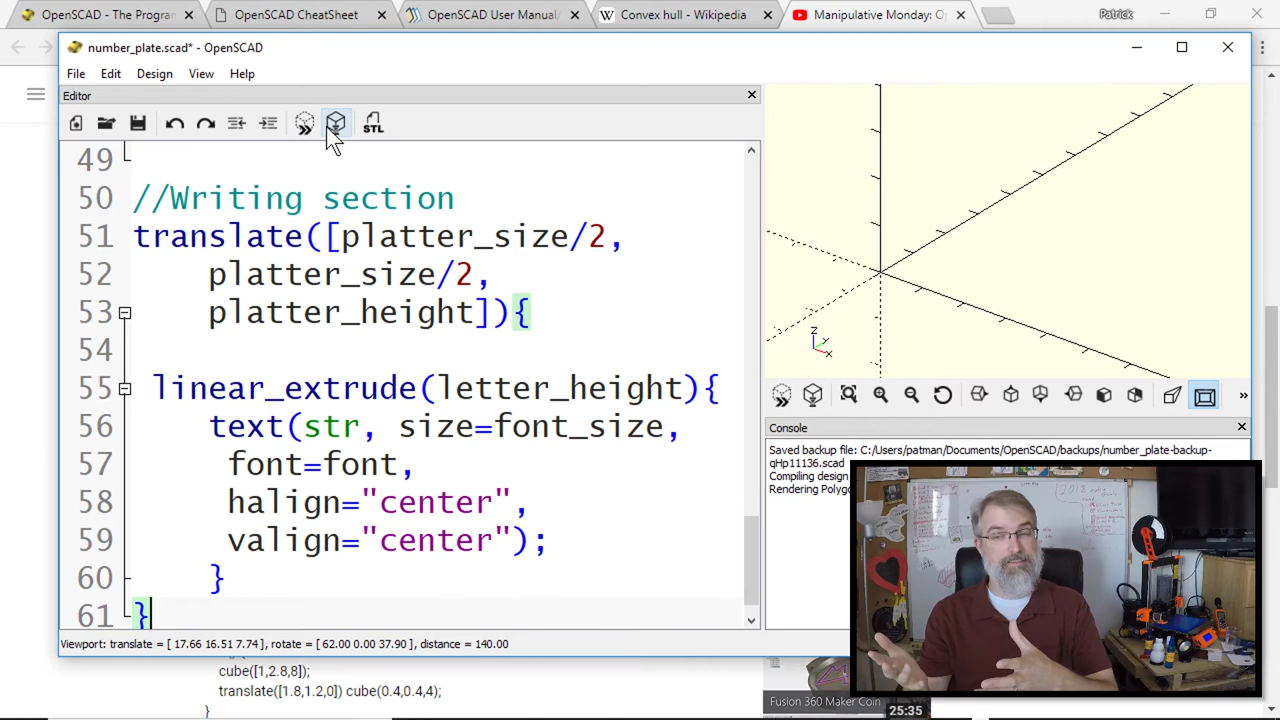 OpenSCAD - The Progran
OpenSCAD CheatSheet
OpenSCAD User Manual/
Convex hull - Wikipedia
Manipulative Monday: O
Patrick
number_plate.scad* - OpenSCAD
File Edit Design View Help
Editor
STL
49
50 //Writing section
51 translate([platter_size/2,
52 platter_size/2,
53 platter_height]){
54
55 linear_extrude(letter_height){
56 text(str, size=font_size,
57 font=font,
58 halign="center",
59 valign="center");
60 }
61 }
Viewport: translate = [ 17.66 16.51 7.74 ], rotate = [ 62.00 0.00 37.90 ], distance = 140.00
z
y
x
Console
Saved backup file: C:/Users/patman/Documents/OpenSCAD/backups/number_plate-backup-
qHp11136.scad
Compiling design
Rendering Polygo
cube([1,2.8,8]);
translate([1.8,1.2,0]) cube(0.4,0.4,4);
}
Fusion 360 Maker Coin
25:35